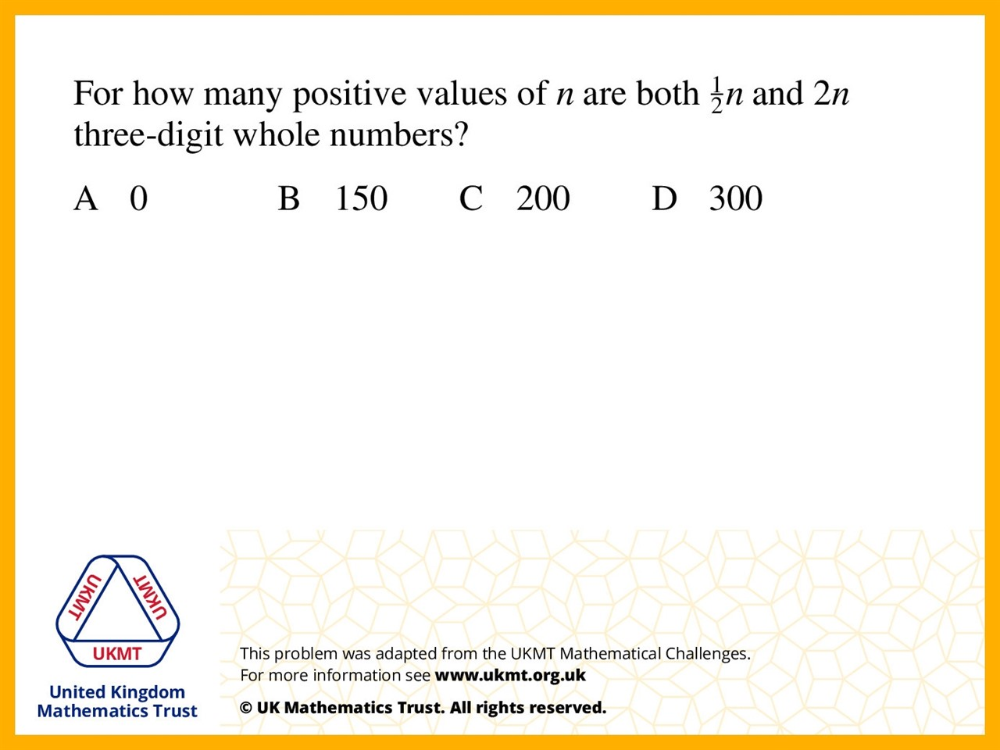 For how many positive values of n are both ½n and 2n
three-digit whole numbers?
A 0 B 150 C 200 D 300
UKMT
UKMT
UKMT
United Kingdom
Mathematics Trust
This problem was adapted from the UKMT Mathematical Challenges.
For more information see www.ukmt.org.uk
© UK Mathematics Trust. All rights reserved.